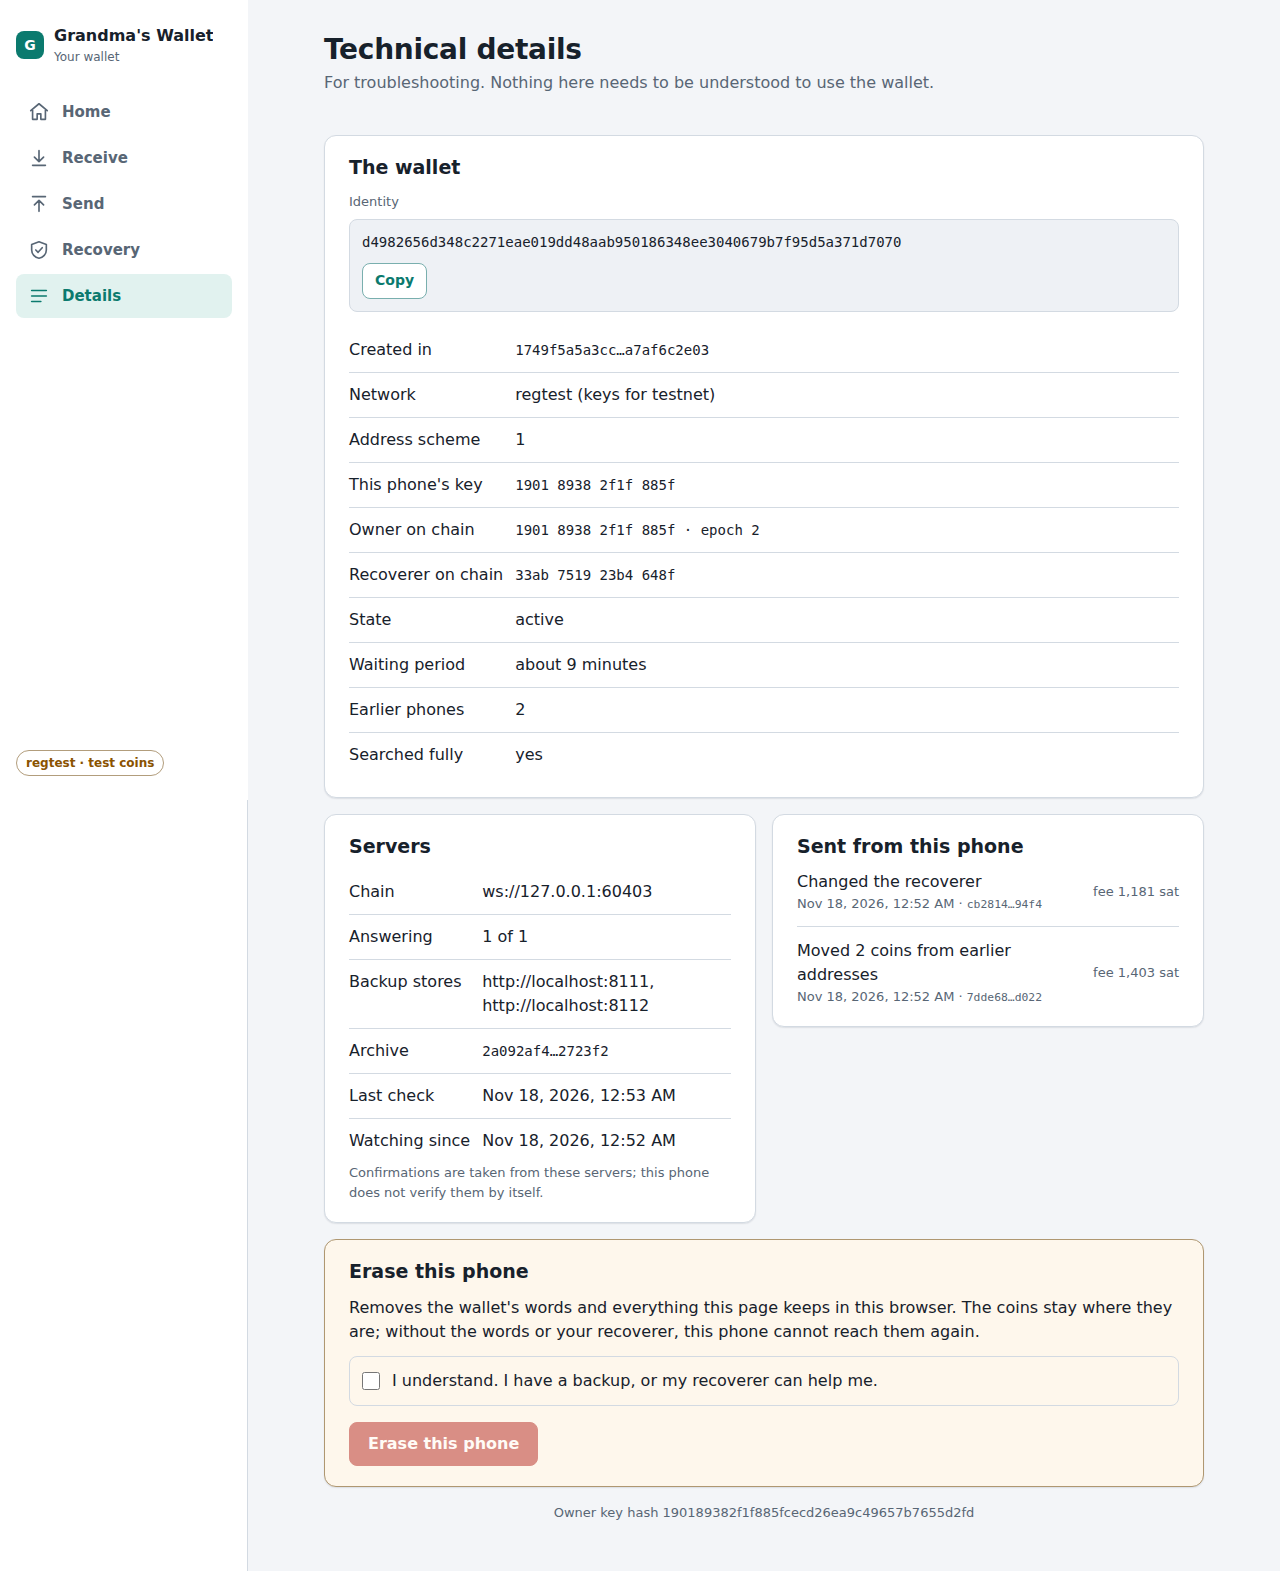 G
Grandma's Wallet
Your wallet
Home
Receive
Send
Recovery
Details
regtest · test coins
Technical details
For troubleshooting. Nothing here needs to be understood to use the wallet.
The wallet
Identity
d4982656d348c2271eae019dd48aab950186348ee3040679b7f95d5a371d7070
Copy
Created in 1749f5a5a3cc…a7af6c2e03
Network regtest (keys for testnet)
Address scheme 1
This phone's key 1901 8938 2f1f 885f
Owner on chain 1901 8938 2f1f 885f · epoch 2
Recoverer on chain 33ab 7519 23b4 648f
State active
Waiting period about 9 minutes
Earlier phones 2
Searched fully yes
Servers
Chain ws://127.0.0.1:60403
Answering 1 of 1
Backup stores http://localhost:8111,
http://localhost:8112
Archive 2a092af4…2723f2
Last check Nov 18, 2026, 12:53 AM
Watching since Nov 18, 2026, 12:52 AM
Confirmations are taken from these servers; this phone
does not verify them by itself.
Sent from this phone
Changed the recoverer
Nov 18, 2026, 12:52 AM · cb2814…94f4
fee 1,181 sat
Moved 2 coins from earlier
addresses
Nov 18, 2026, 12:52 AM · 7dde68…d022
fee 1,403 sat
Erase this phone
Removes the wallet's words and everything this page keeps in this browser. The coins stay where they
are; without the words or your recoverer, this phone cannot reach them again.
I understand. I have a backup, or my recoverer can help me.
Erase this phone
Owner key hash 190189382f1f885fcecd26ea9c49657b7655d2fd